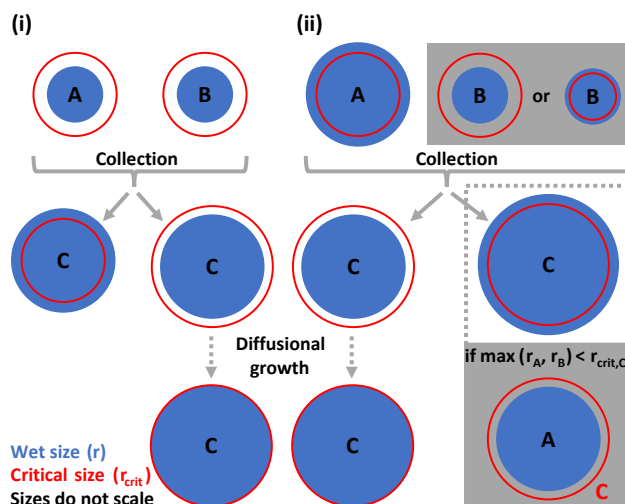 (i)
(ii)
A
B
A
B
or
B
Collection
Collection
C
C
C
C
Diffusional
growth
if max (r_A, r_B) < r_crit,C
C
C
A
C
Wet size (r)
Critical size (r_crit)
Sizes do not scale